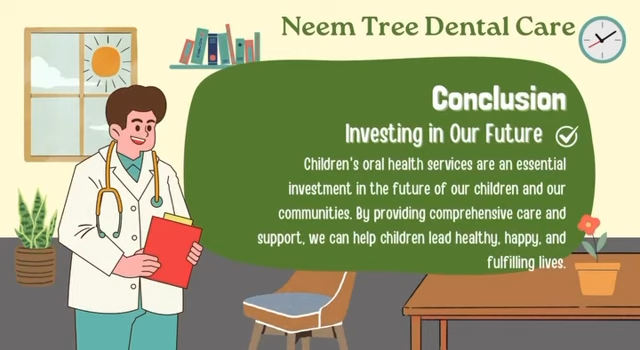 Neem Tree Dental Care
Conclusion
Investing in Our Future
Children's oral health services are an essential
investment in the future of our children and our
communities. By providing comprehensive care and
support, we can help children lead healthy, happy, and
fulfilling lives.